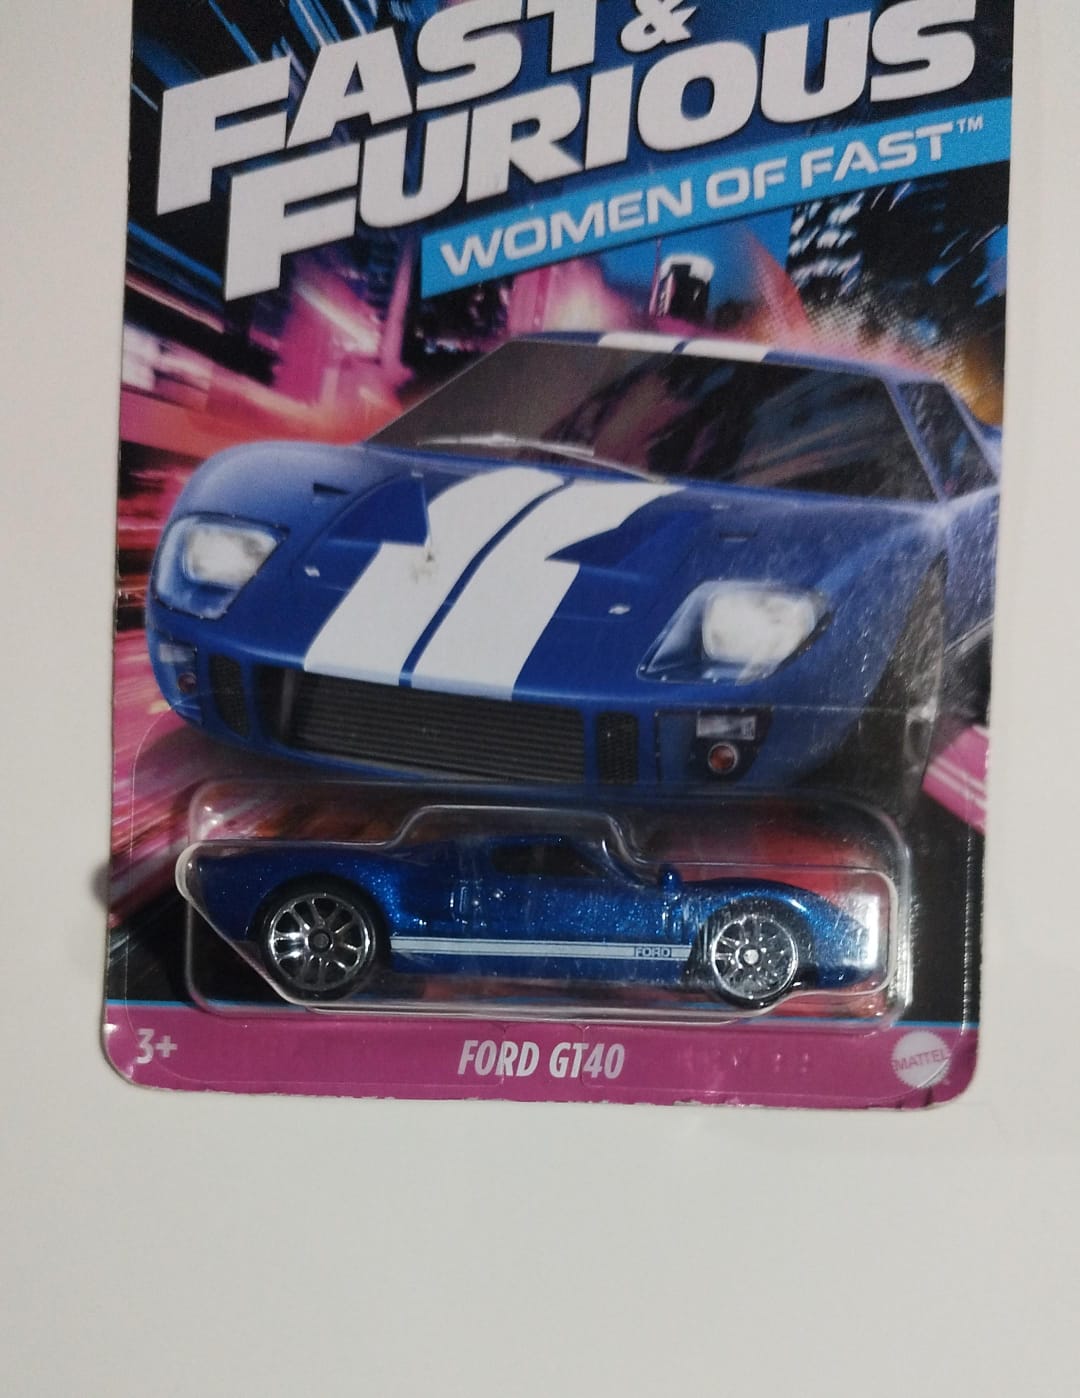 FAST &
FURIOUS
WOMEN OF FAST™
FORD
3+
FORD GT40
MATTEL